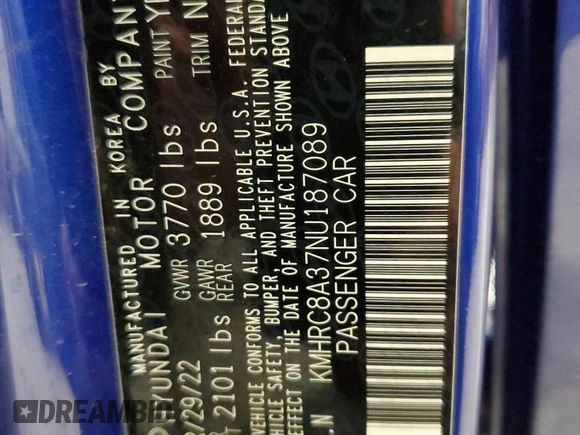 MANUFACTURED IN KOREA BY
HYUNDAI MOTOR COMPANY
/29/22 GVWR 3770 lbs PAINT
2101 lbs GAWR REAR 1889 lbs TRIM N
VEHICLE CONFORMS TO ALL APPLICABLE U.S.A. FEDERAL
VEHICLE SAFETY, BUMPER, AND THEFT PREVENTION STANDA
EFFECT ON THE DATE OF MANUFACTURE SHOWN ABOVE
.N KMHRC8A37NU187089
PASSENGER CAR
DREAMBID